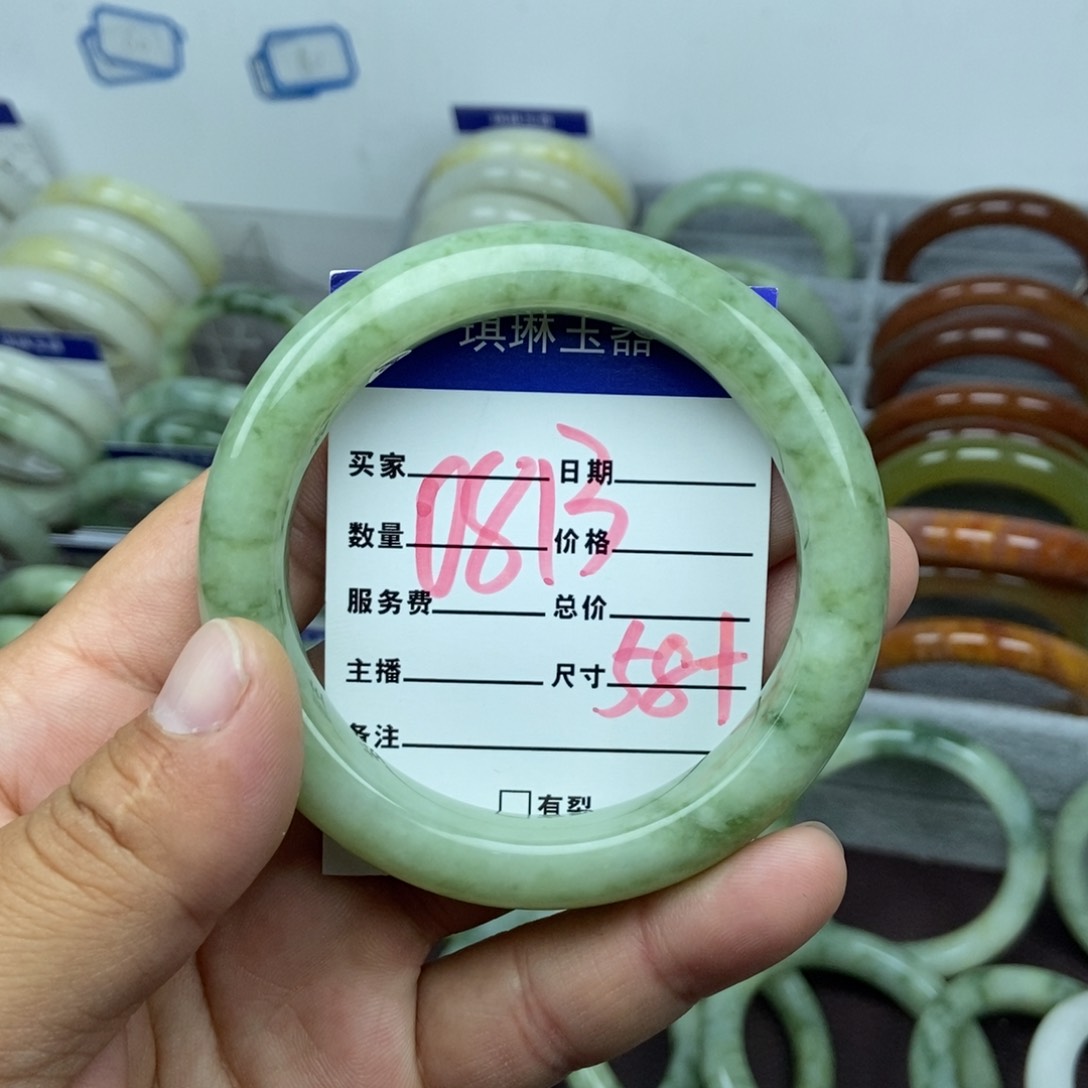 琪琳玉器
买家 日期
0813
数量 价格
服务费 总价
主播 尺寸 58+
备注
有裂